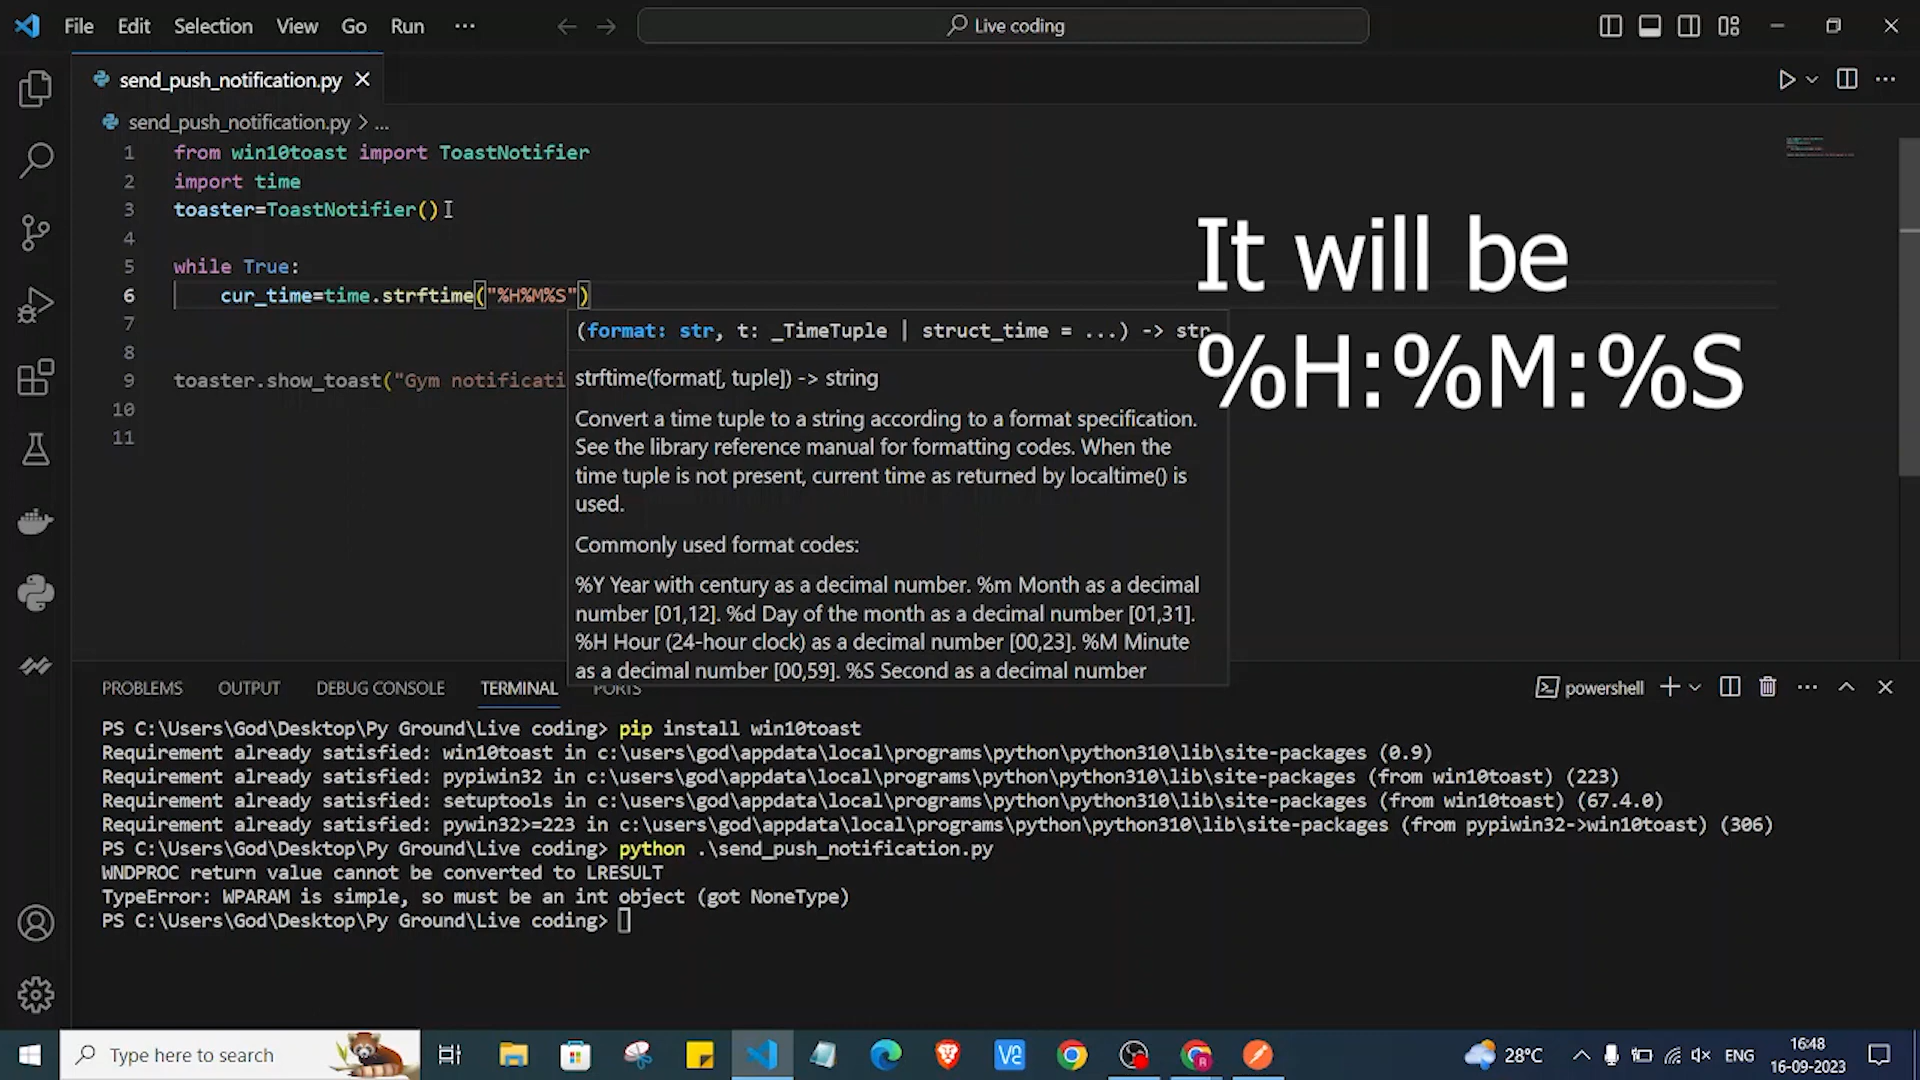 File Edit Selection View Go Run ···
Live coding
send_push_notification.py
send_push_notification.py > ...
1 from win10toast import ToastNotifier
2 import time
3 toaster=ToastNotifier()
4
5 while True:
6 cur_time=time.strftime("%H%M%S")
7
8
9 toaster.show_toast("Gym notificati
10
11
(format: str, t: _TimeTuple | struct_time = ...) -> str
strftime(format[, tuple]) -> string
Convert a time tuple to a string according to a format specification.
See the library reference manual for formatting codes. When the
time tuple is not present, current time as returned by localtime() is
used.
Commonly used format codes:
%Y Year with century as a decimal number. %m Month as a decimal
number [01,12]. %d Day of the month as a decimal number [01,31].
%H Hour (24-hour clock) as a decimal number [00,23]. %M Minute
as a decimal number [00,59]. %S Second as a decimal number
It will be
%H:%M:%S
PROBLEMS OUTPUT DEBUG CONSOLE TERMINAL PORTS
powershell
PS C:\Users\God\Desktop\Py Ground\Live coding> pip install win10toast
Requirement already satisfied: win10toast in c:\users\god\appdata\local\programs\python\python310\lib\site-packages (0.9)
Requirement already satisfied: pypiwin32 in c:\users\god\appdata\local\programs\python\python310\lib\site-packages (from win10toast) (223)
Requirement already satisfied: setuptools in c:\users\god\appdata\local\programs\python\python310\lib\site-packages (from win10toast) (67.4.0)
Requirement already satisfied: pywin32>=223 in c:\users\god\appdata\local\programs\python\python310\lib\site-packages (from pypiwin32->win10toast) (306)
PS C:\Users\God\Desktop\Py Ground\Live coding> python .\send_push_notification.py
WNDPROC return value cannot be converted to LRESULT
TypeError: WPARAM is simple, so must be an int object (got NoneType)
PS C:\Users\God\Desktop\Py Ground\Live coding>
Type here to search
28°C
ENG
16:48
16-09-2023